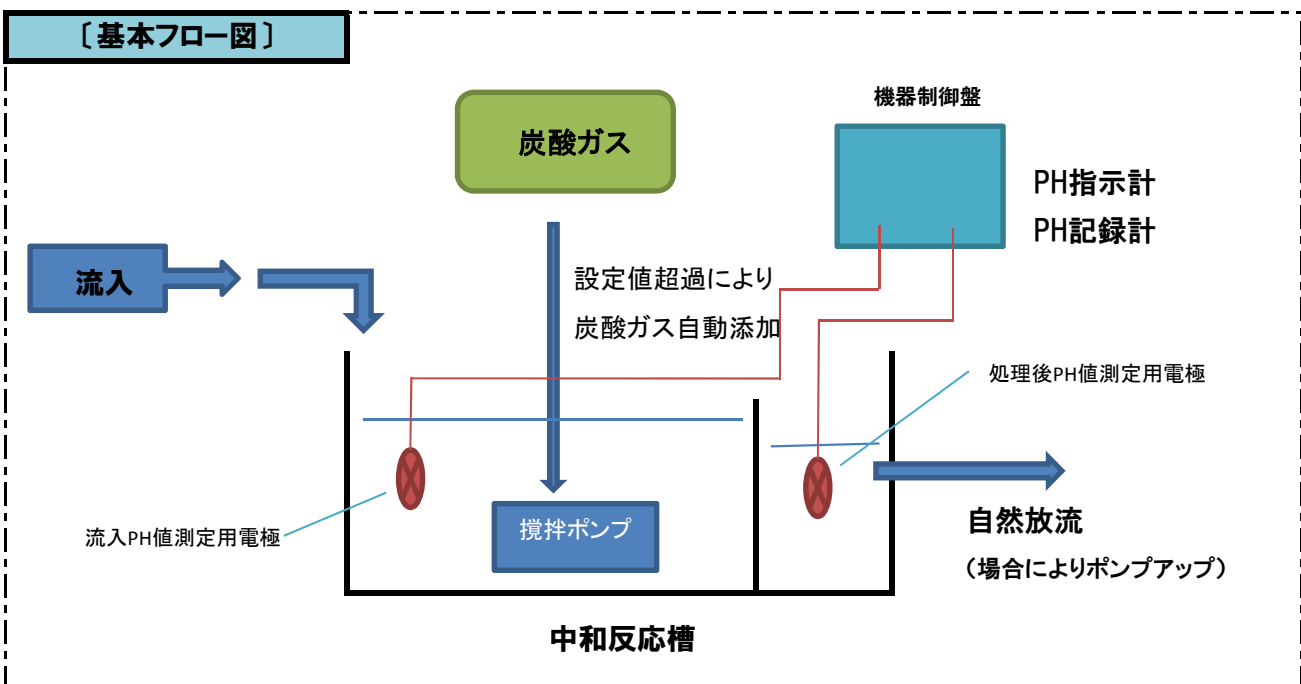 〔基本フロー図〕
機器制御盤
炭酸ガス
PH指示計
PH記録計
流入
設定値超過により
炭酸ガス自動添加
処理後PH値測定用電極
撹拌ポンプ
流入PH値測定用電極
自然放流
（場合によりポンプアップ）
中和反応槽